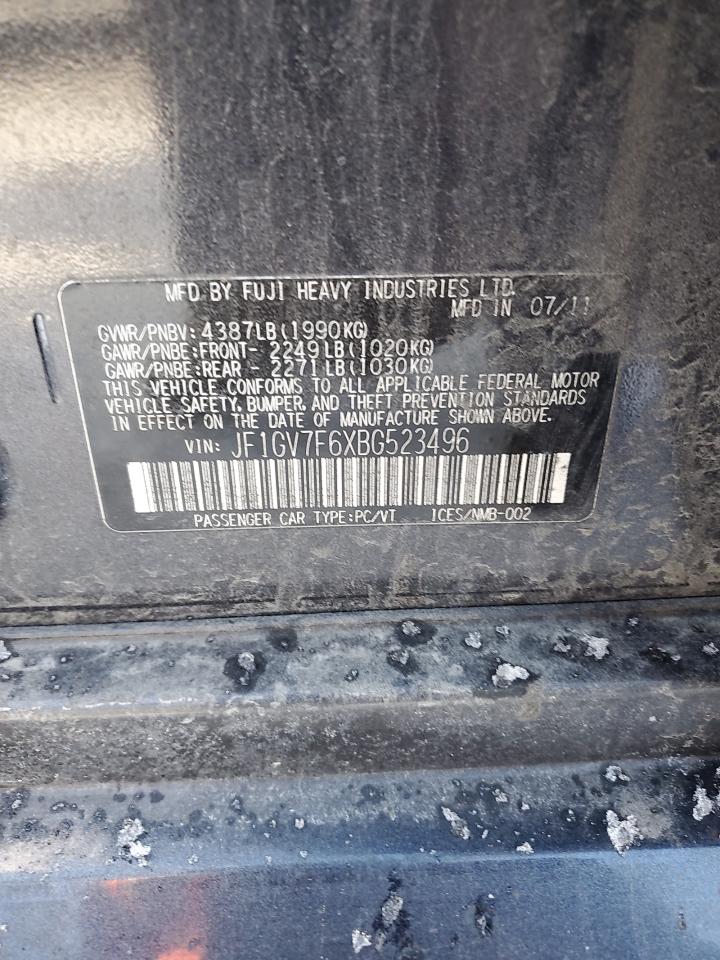 MFD BY FUJI HEAVY INDUSTRIES LTD.
MFD IN 07/11
GVWR/PNBV: 4387LB(1990KG)
GAWR/PNBE:FRONT- 2249LB(1020KG)
GAWR/PNBE:REAR - 2271LB(1030KG)
THIS VEHICLE CONFORMS TO ALL APPLICABLE FEDERAL MOTOR
VEHICLE SAFETY, BUMPER, AND THEFT PREVENTION STANDARDS
IN EFFECT ON THE DATE OF MANUFACTURE SHOWN ABOVE.
VIN: JF1GV7F6XBG523496
PASSENGER CAR TYPE:PC/VT ICES/NMB-002